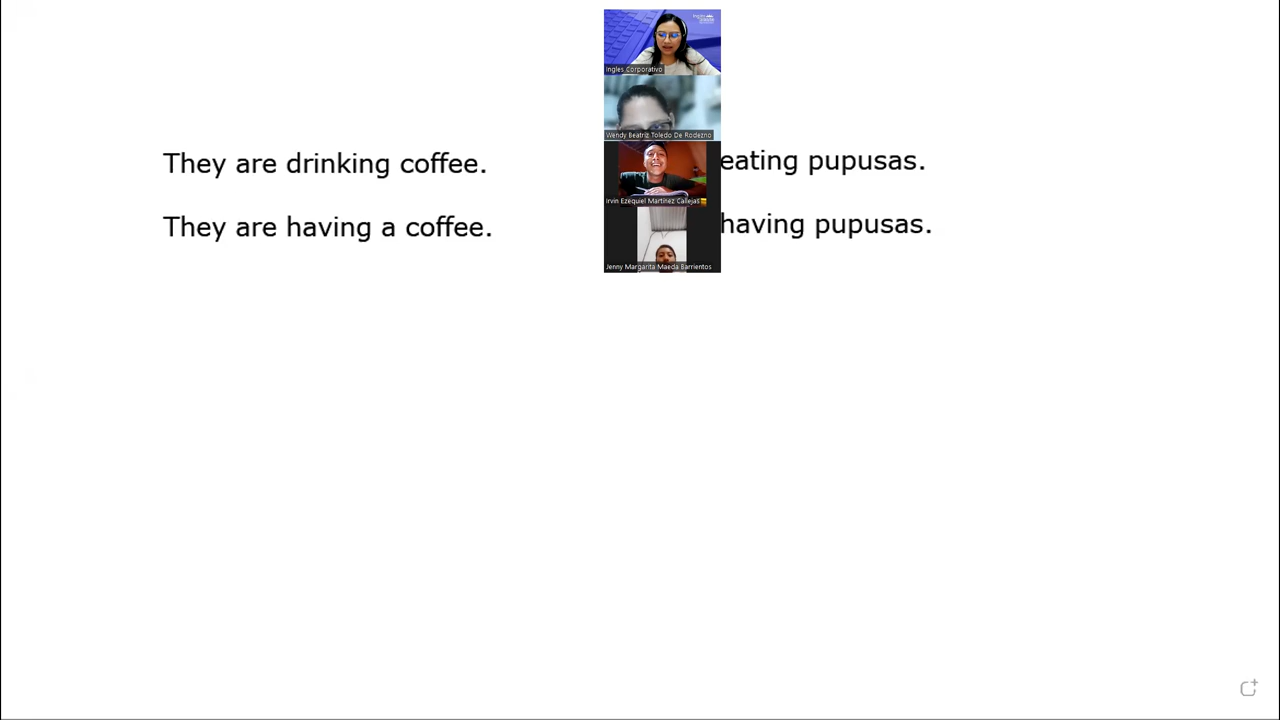 They are drinking coffee.
They are having a coffee.
eating pupusas.
having pupusas.
Ingles Corporativo
Wendy Beatriz Toledo De Rodezno
Irvin Ezequiel Martínez Callejas
Jenny Margarita Maeda Barrientos